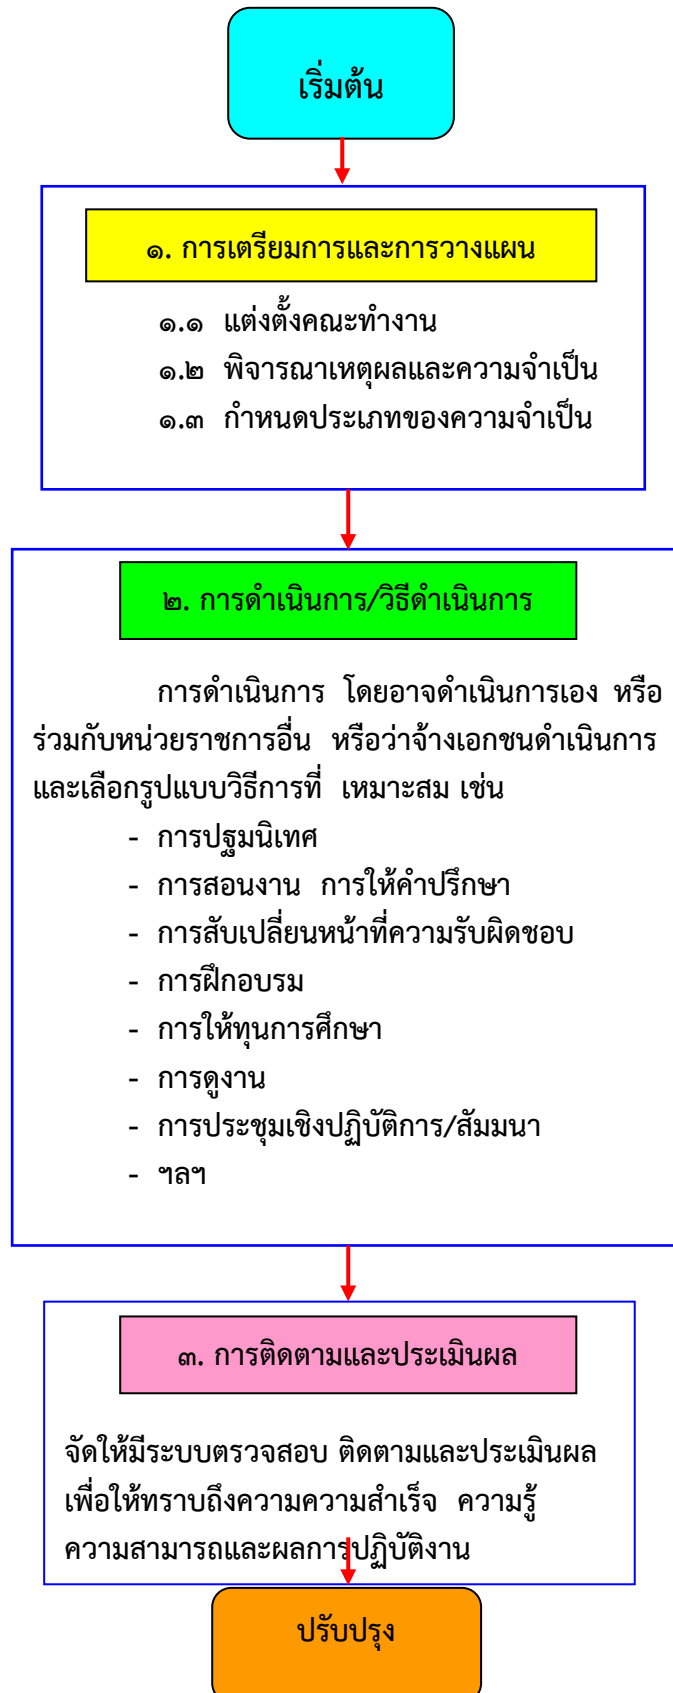 เริ่มต้น
๑. การเตรียมการและการวางแผน
๑.๑ แต่งตั้งคณะทำงาน
๑.๒ พิจารณาเหตุผลและความจำเป็น
๑.๓ กำหนดประเภทของความจำเป็น
๒. การดำเนินการ/วิธีดำเนินการ
การดำเนินการ โดยอาจดำเนินการเอง หรือ
ร่วมกับหน่วยราชการอื่น หรือว่าจ้างเอกชนดำเนินการ
และเลือกรูปแบบวิธีการที่ เหมาะสม เช่น
- การปฐมนิเทศ
- การสอนงาน การให้คำปรึกษา
- การสับเปลี่ยนหน้าที่ความรับผิดชอบ
- การฝึกอบรม
- การให้ทุนการศึกษา
- การดูงาน
- การประชุมเชิงปฏิบัติการ/สัมมนา
- ฯลฯ
๓. การติดตามและประเมินผล
จัดให้มีระบบตรวจสอบ ติดตามและประเมินผล
เพื่อให้ทราบถึงความความสำเร็จ ความรู้
ความสามารถและผลการปฏิบัติงาน
ปรับปรุง